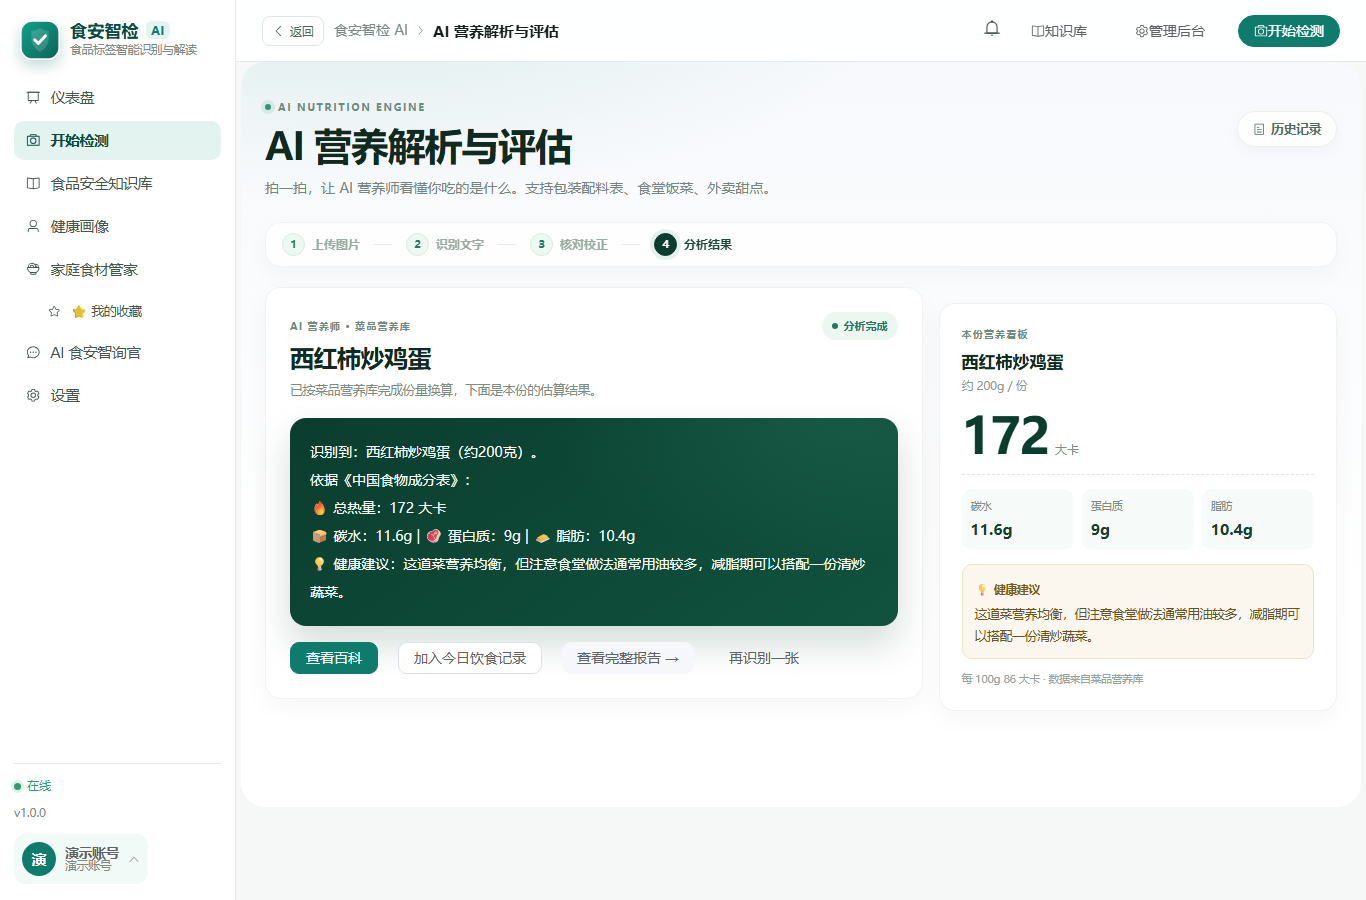 食安智检 AI
食品标签智能识别与解读
仪表盘
开始检测
食品安全知识库
健康画像
家庭食材管家
我的收藏
AI 食安智询官
设置
在线
v1.0.0
演
演示账号
演示账号
返回
食安智检 AI
AI 营养解析与评估
知识库
管理后台
开始检测
AI NUTRITION ENGINE
AI 营养解析与评估
拍一拍，让 AI 营养师看懂你吃的是什么。支持包装配料表、食堂饭菜、外卖甜点。
历史记录
1 上传图片
2 识别文字
3 核对校正
4 分析结果
AI 营养师 • 菜品营养库
分析完成
西红柿炒鸡蛋
已按菜品营养库完成份量换算，下面是本份的估算结果。
识别到：西红柿炒鸡蛋（约200克）。
依据《中国食物成分表》：
🔥 总热量：172 大卡
🍞 碳水：11.6g | 🥩 蛋白质：9g | 🧈 脂肪：10.4g
💡 健康建议：这道菜营养均衡，但注意食堂做法通常用油较多，减脂期可以搭配一份清炒
蔬菜。
查看百科
加入今日饮食记录
查看完整报告 →
再识别一张
本份营养看板
西红柿炒鸡蛋
约 200g / 份
172 大卡
碳水
11.6g
蛋白质
9g
脂肪
10.4g
💡 健康建议
这道菜营养均衡，但注意食堂做法通常用油较多，减脂期可
以搭配一份清炒蔬菜。
每 100g 86 大卡 · 数据来自菜品营养库